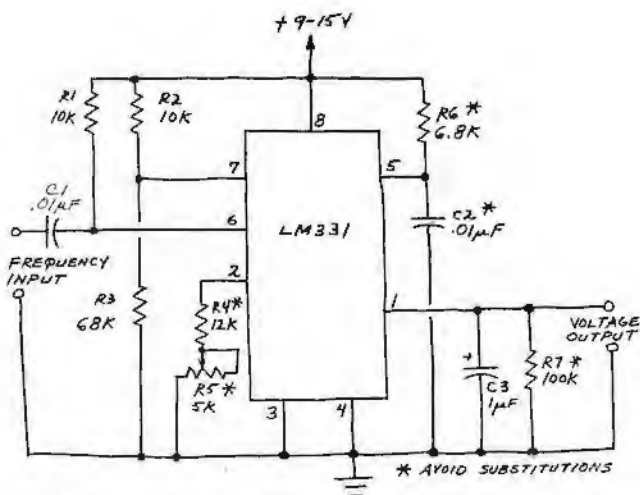 +9-15V
R1
10K
R2
10K
R6*
6.8K
8
7
5
C1
.01µF
6
LM331
C2*
.01µF
FREQUENCY
INPUT
2
R4*
12K
1
R3
68K
VOLTAGE
OUTPUT
R5*
5K
+
C3
1µF
R7*
100K
3
4
* AVOID SUBSTITUTIONS